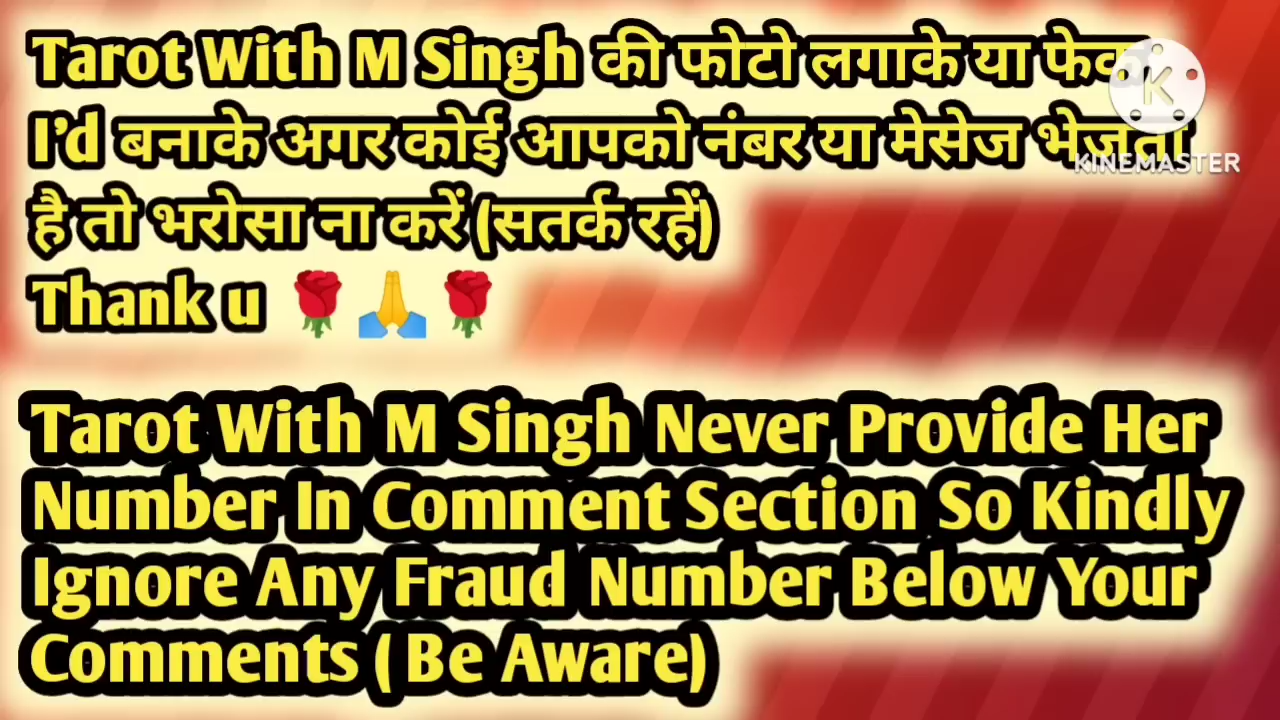 Tarot With M Singh की फोटो लगाके या फेक
I'd बनाके अगर कोई आपको नंबर या मेसेज भेजता
है तो भरोसा ना करें (सतर्क रहें)
Thank u 🌹🙏🌹
K
KINEMASTER
Tarot With M Singh Never Provide Her
Number In Comment Section So Kindly
Ignore Any Fraud Number Below Your
Comments ( Be Aware)